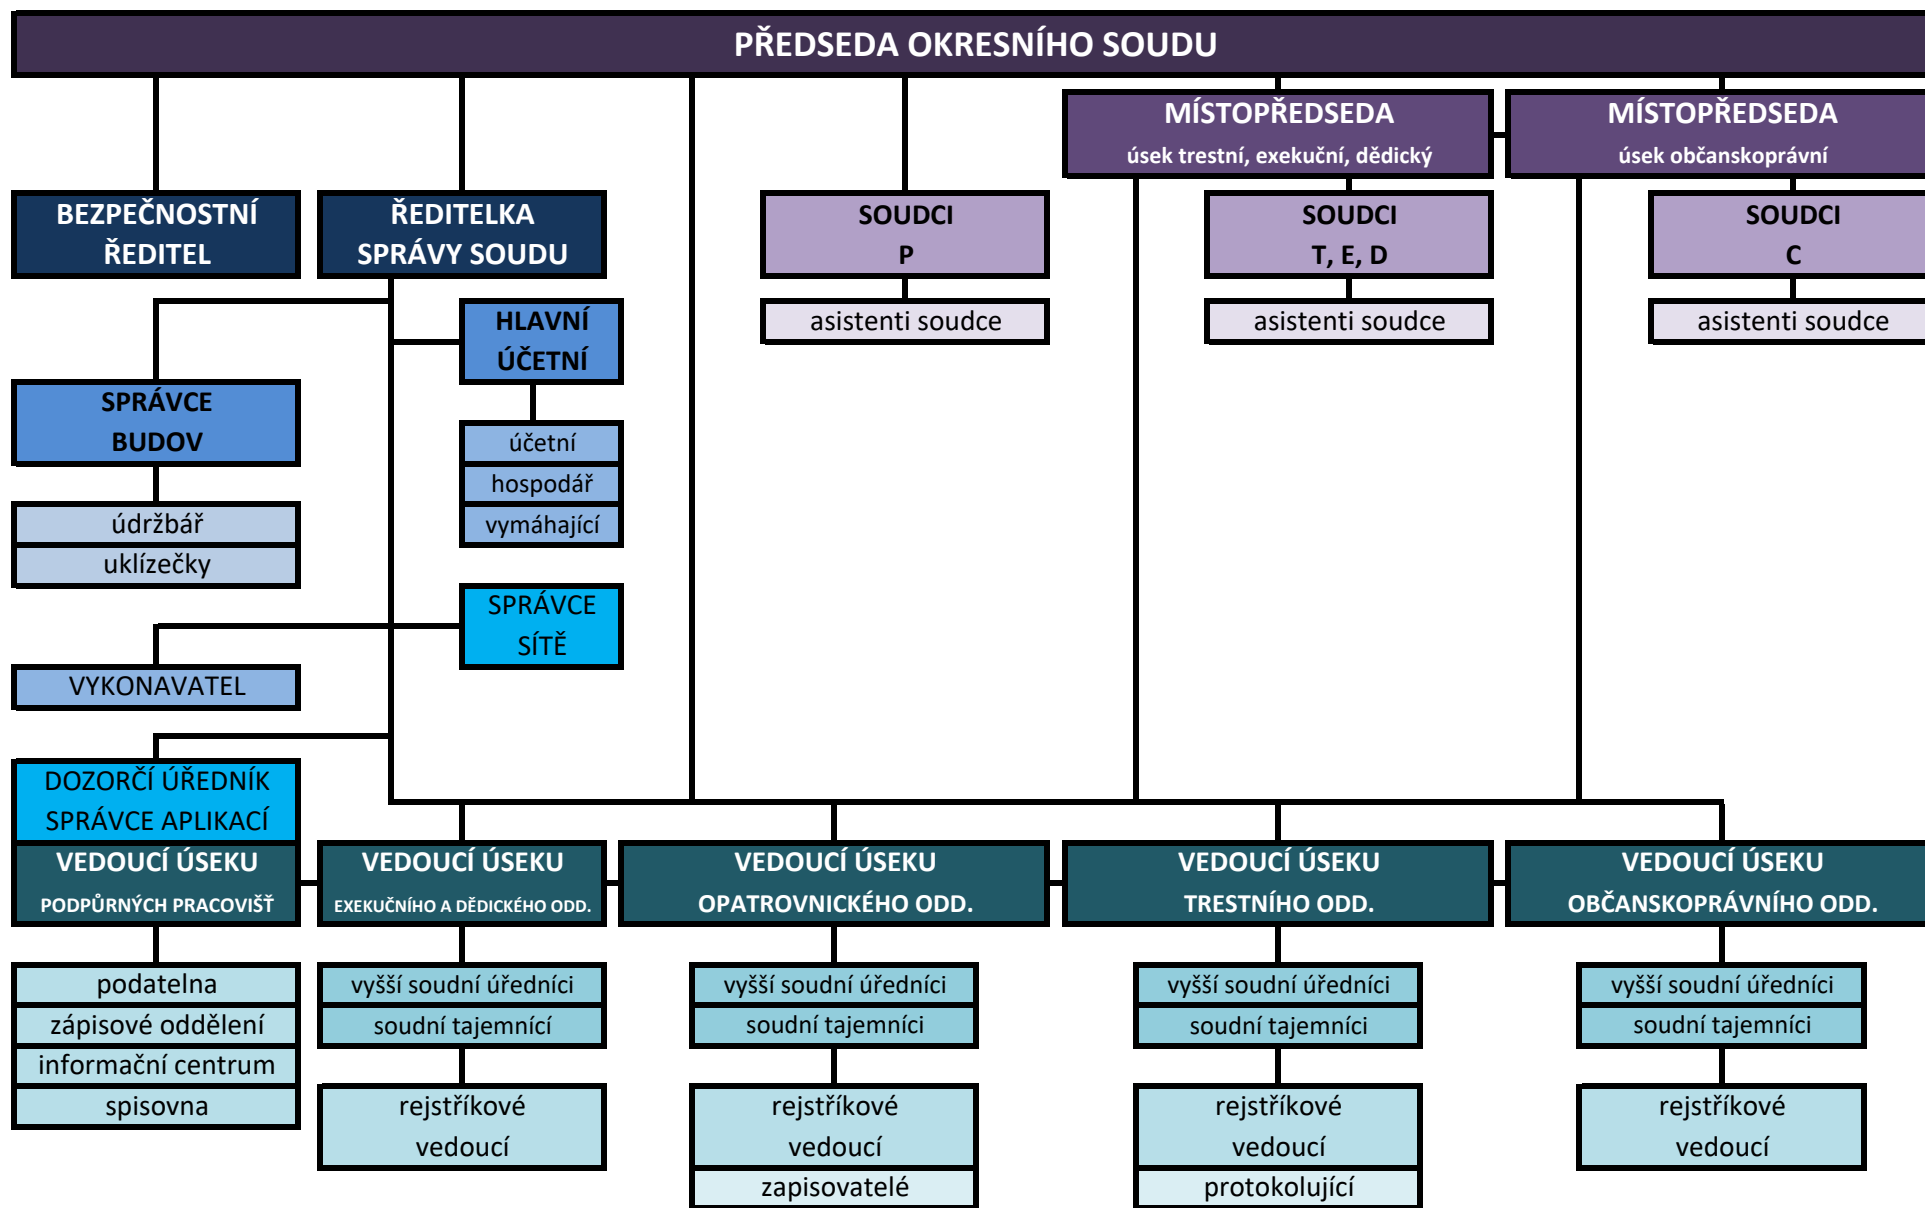 PŘEDSEDA OKRESNÍHO SOUDU
MÍSTOPŘEDSEDA
úsek trestní, exekuční, dědický
MÍSTOPŘEDSEDA
úsek občanskoprávní
BEZPEČNOSTNÍ
ŘEDITEL
ŘEDITELKA
SPRÁVY SOUDU
SOUDCI
P
SOUDCI
T, E, D
SOUDCI
C
asistenti soudce
asistenti soudce
asistenti soudce
HLAVNÍ
ÚČETNÍ
SPRÁVCE
BUDOV
účetní
hospodář
vymáhající
údržbář
uklízečky
SPRÁVCE
SÍTĚ
VYKONAVATEL
DOZORČÍ ÚŘEDNÍK
SPRÁVCE APLIKACÍ
VEDOUCÍ ÚSEKU
PODPŮRNÝCH PRACOVIŠŤ
VEDOUCÍ ÚSEKU
EXEKUČNÍHO A DĚDICKÉHO ODD.
VEDOUCÍ ÚSEKU
OPATROVNICKÉHO ODD.
VEDOUCÍ ÚSEKU
TRESTNÍHO ODD.
VEDOUCÍ ÚSEKU
OBČANSKOPRÁVNÍHO ODD.
podatelna
zápisové oddělení
informační centrum
spisovna
vyšší soudní úředníci
soudní tajemnící
rejstříkové
vedoucí
vyšší soudní úředníci
soudní tajemníci
rejstříkové
vedoucí
zapisovatelé
vyšší soudní úředníci
soudní tajemníci
rejstříkové
vedoucí
protokolující
vyšší soudní úředníci
soudní tajemníci
rejstříkové
vedoucí